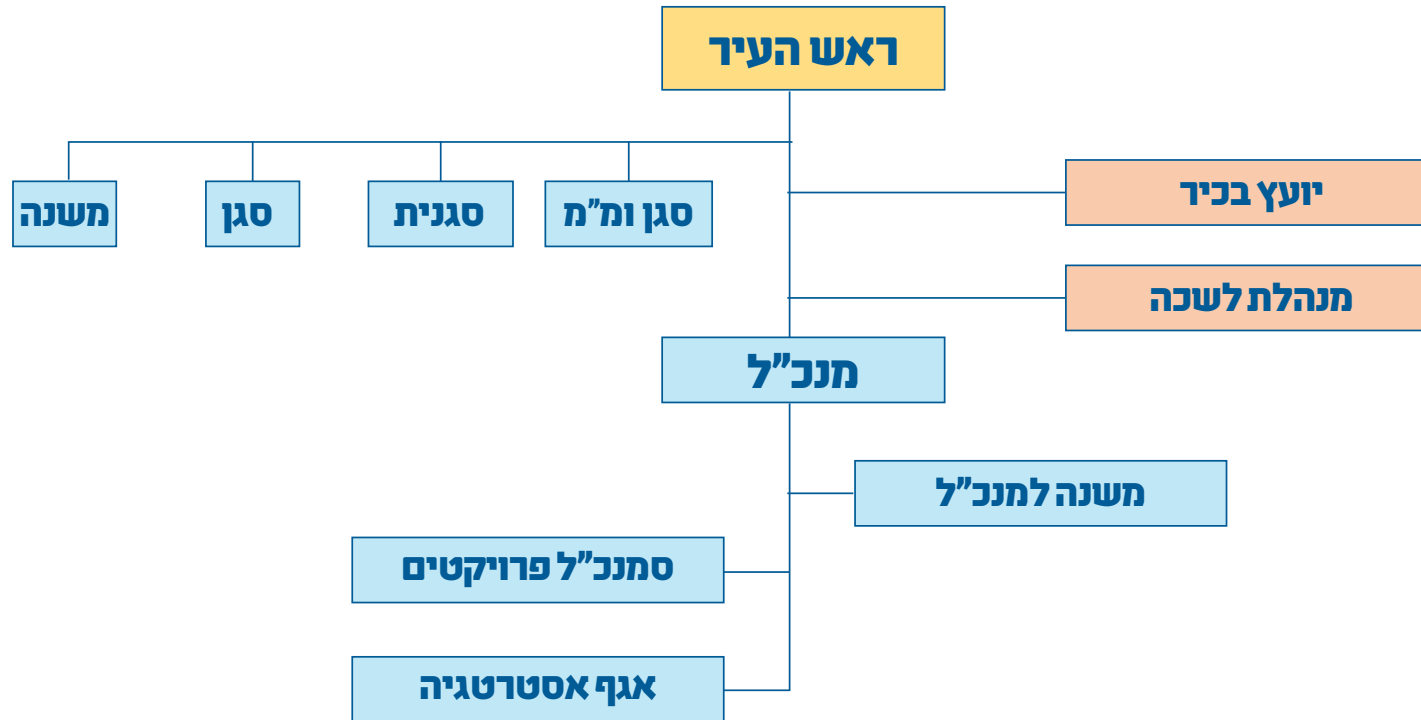 ראש העיר
יועץ בכיר
סגן ומ"מ
סגנית
סגן
משנה
מנהלת לשכה
מנכ"ל
משנה למנכ"ל
סמנכ"ל פרויקטים
אגף אסטרטגיה